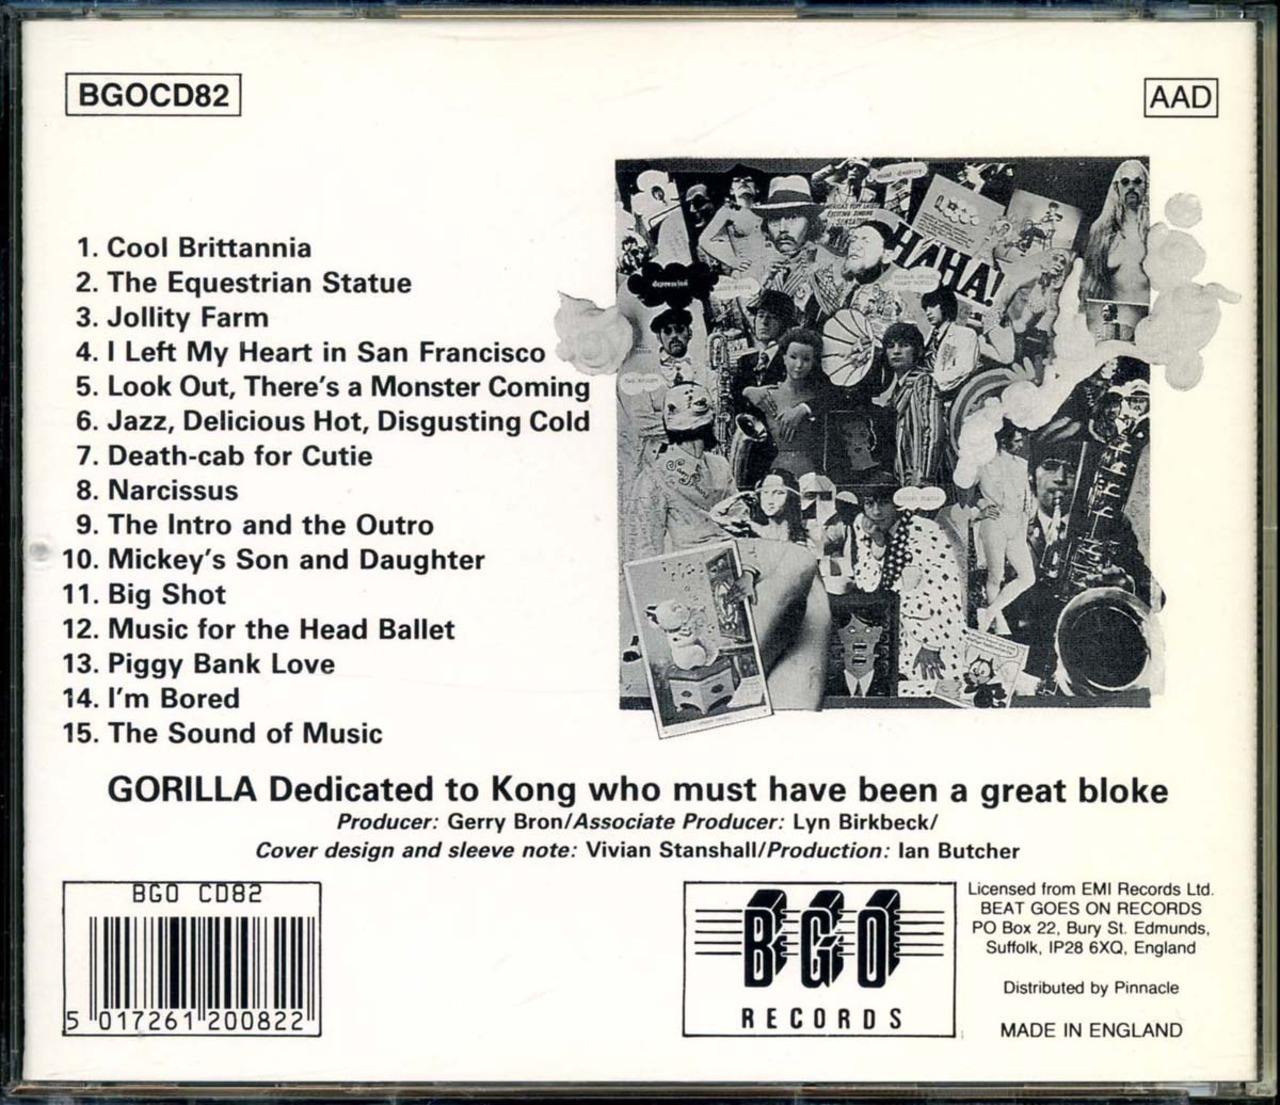 BGOCD82
AAD
1. Cool Brittannia
2. The Equestrian Statue
3. Jollity Farm
4. I Left My Heart in San Francisco
5. Look Out, There's a Monster Coming
6. Jazz, Delicious Hot, Disgusting Cold
7. Death-cab for Cutie
8. Narcissus
9. The Intro and the Outro
10. Mickey's Son and Daughter
11. Big Shot
12. Music for the Head Ballet
13. Piggy Bank Love
14. I'm Bored
15. The Sound of Music
HAHA!
depression
GORILLA Dedicated to Kong who must have been a great bloke
Producer: Gerry Bron/Associate Producer: Lyn Birkbeck/
Cover design and sleeve note: Vivian Stanshall/Production: Ian Butcher
BGO CD82
5 017261 200822
BGO
RECORDS
Licensed from EMI Records Ltd.
BEAT GOES ON RECORDS
PO Box 22, Bury St. Edmunds,
Suffolk, IP28 6XQ, England
Distributed by Pinnacle
MADE IN ENGLAND